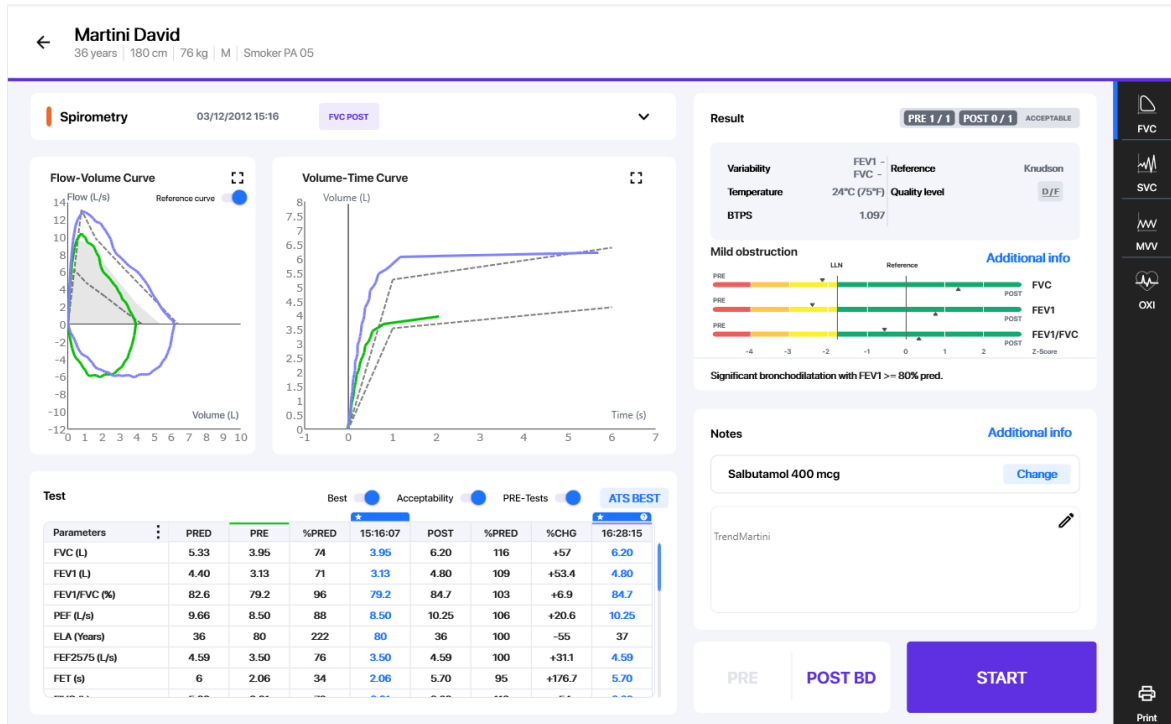 Martini David
36 years 180 cm 76 kg M Smoker PA 05
Spirometry 03/12/2012 15:16 FVC POST
Flow-Volume Curve
Flow (L/s) Reference curve
14
12
10
8
6
4
2
0
-2
-4
-6
-8
-10
-12
Volume (L)
0 1 2 3 4 5 6 7 8 9 10
Volume-Time Curve
Volume (L)
8
7.5
6.5
6
5.5
5
4.5
4
3.5
3
2.5
2
1.5
1
0.5
0
Time (s)
-1 0 1 2 3 4 5 6 7
Test Best Acceptability PRE-Tests ATS BEST
Parameters PRED PRE %PRED 15:16:07 POST %PRED %CHG 16:28:15
FVC (L) 5.33 3.95 74 3.95 6.20 116 +57 6.20
FEV1 (L) 4.40 3.13 71 3.13 4.80 109 +53.4 4.80
FEV1/FVC (%) 82.6 79.2 96 79.2 84.7 103 +6.9 84.7
PEF (L/s) 9.66 8.50 88 8.50 10.25 106 +20.6 10.25
ELA (Years) 36 80 222 80 36 100 -55 37
FEF2575 (L/s) 4.59 3.50 76 3.50 4.59 100 +31.1 4.59
FET (s) 6 2.06 34 2.06 5.70 95 +176.7 5.70
Result PRE 1 / 1 POST 0 / 1 ACCEPTABLE
Variability FEV1 - FVC - Reference Knudson
Temperature 24°C (75°F) Quality level D/F
BTPS 1.097
Mild obstruction Additional info
LLN Reference
PRE POST FVC
PRE POST FEV1
PRE POST FEV1/FVC
-4 -3 -2 -1 0 1 2 Z-Score
Significant bronchodilatation with FEV1 >= 80% pred.
Notes Additional info
Salbutamol 400 mcg Change
TrendMartini
PRE POST BD START
FVC
SVC
MVV
OXI
Print